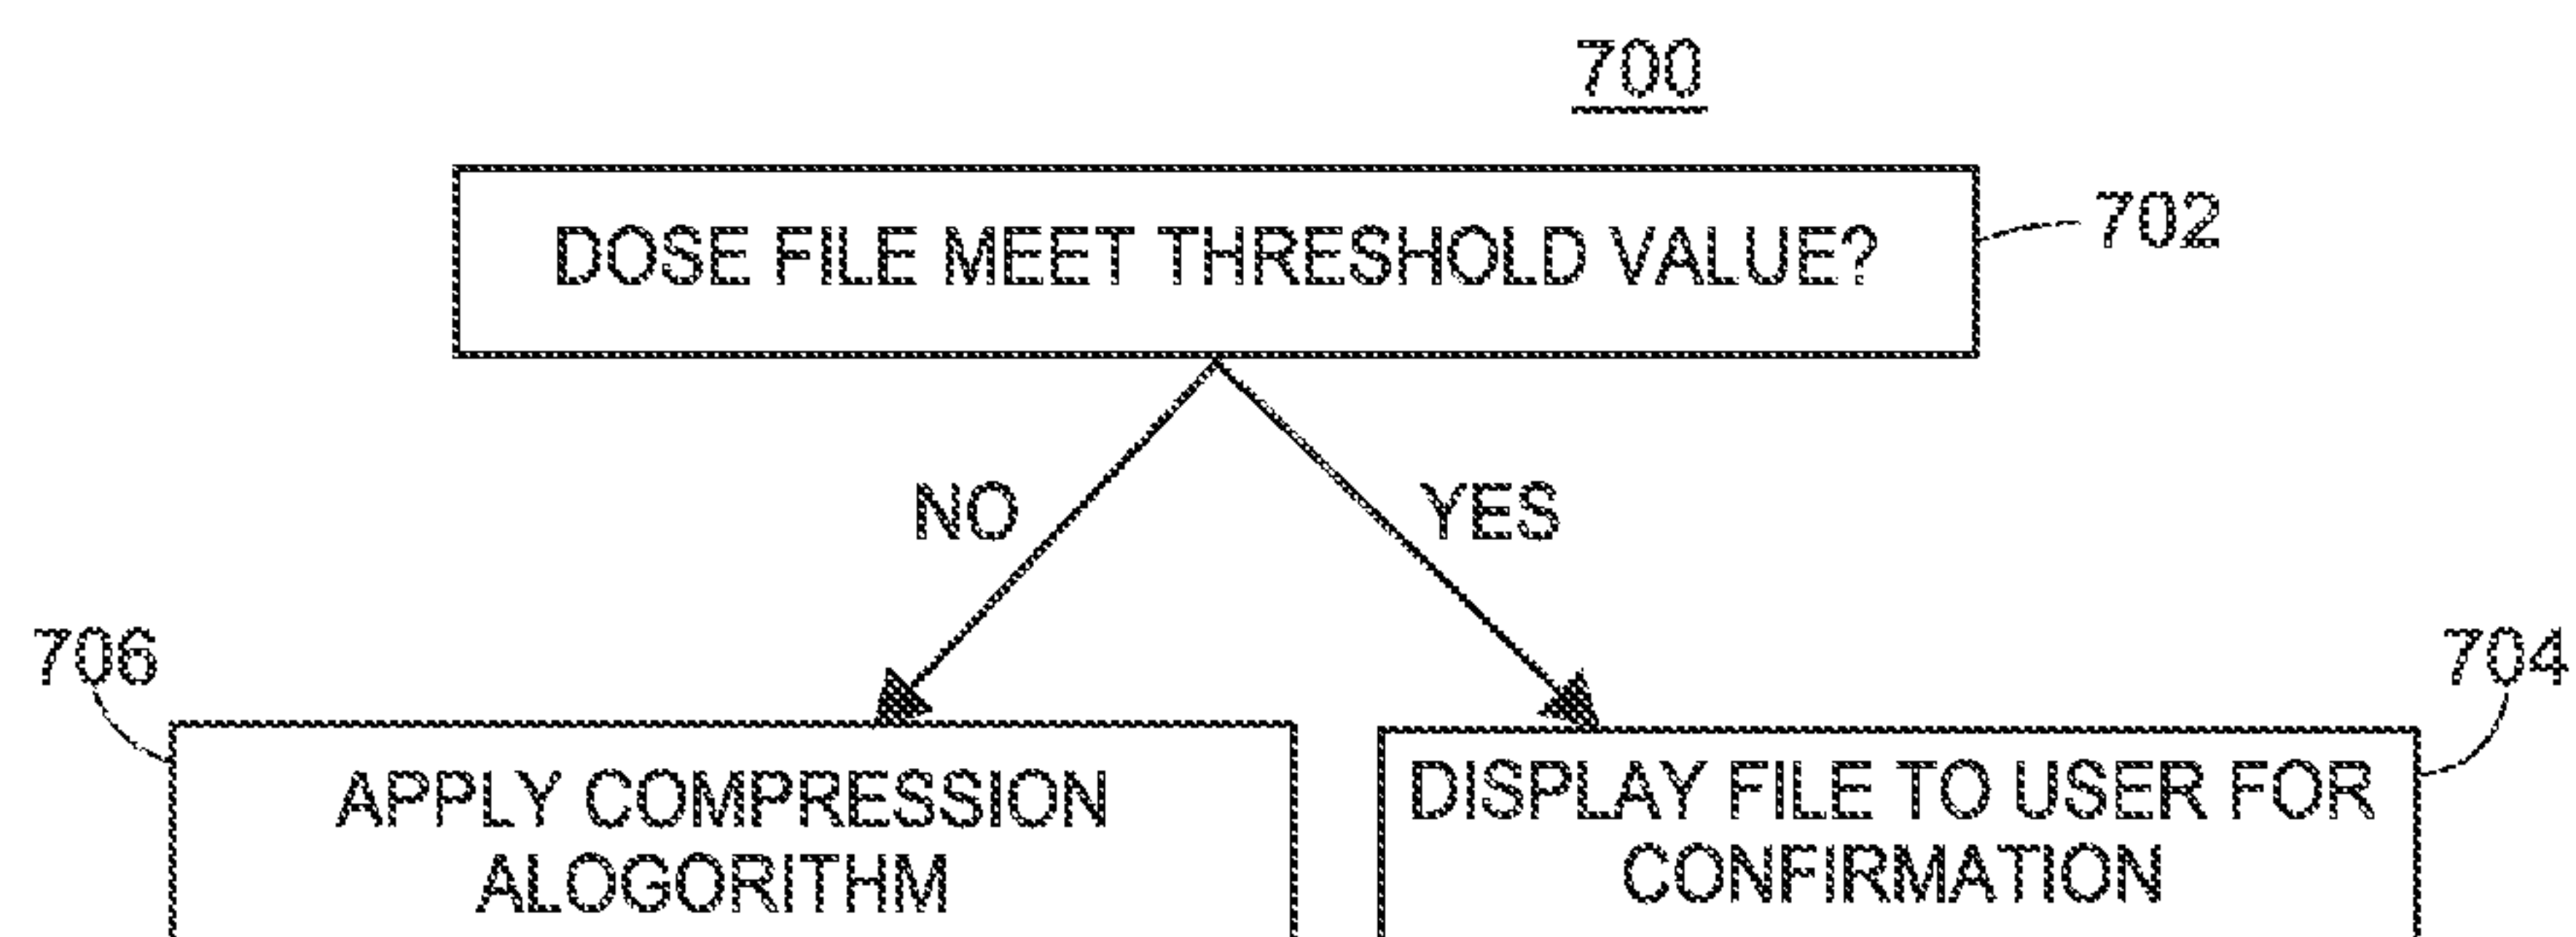 700
DOSE FILE MEET THRESHOLD VALUE?
702
NO
YES
706
704
APPLY COMPRESSION
ALOGORITHM
DISPLAY FILE TO USER FOR
CONFIRMATION